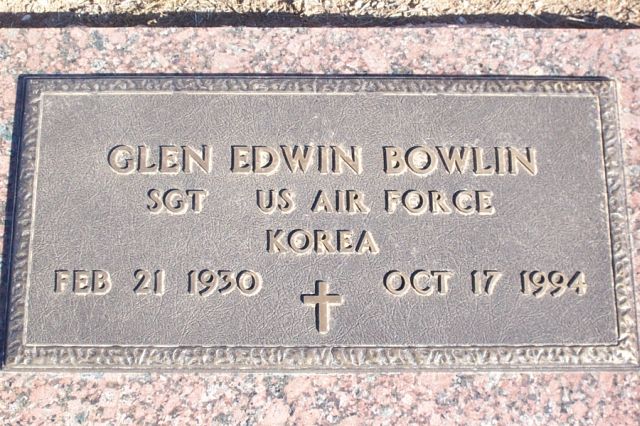 GLEN EDWIN BOWLIN
SGT US AIR FORCE
KOREA
FEB 21 1930 OCT 17 1994